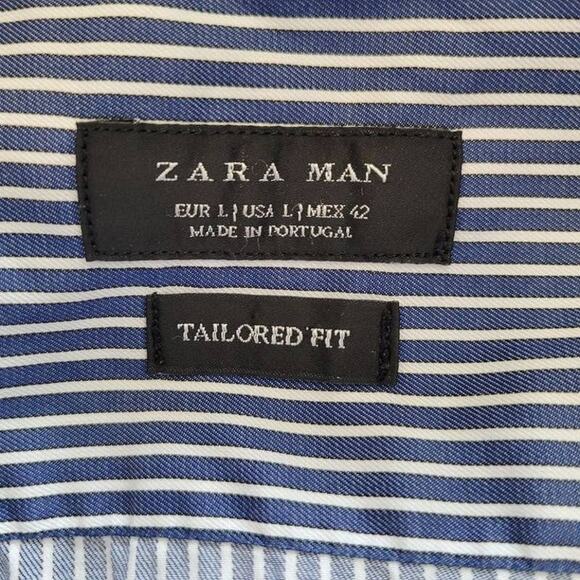 ZARA MAN
EUR L | USA L | MEX 42
MADE IN PORTUGAL
TAILORED FIT